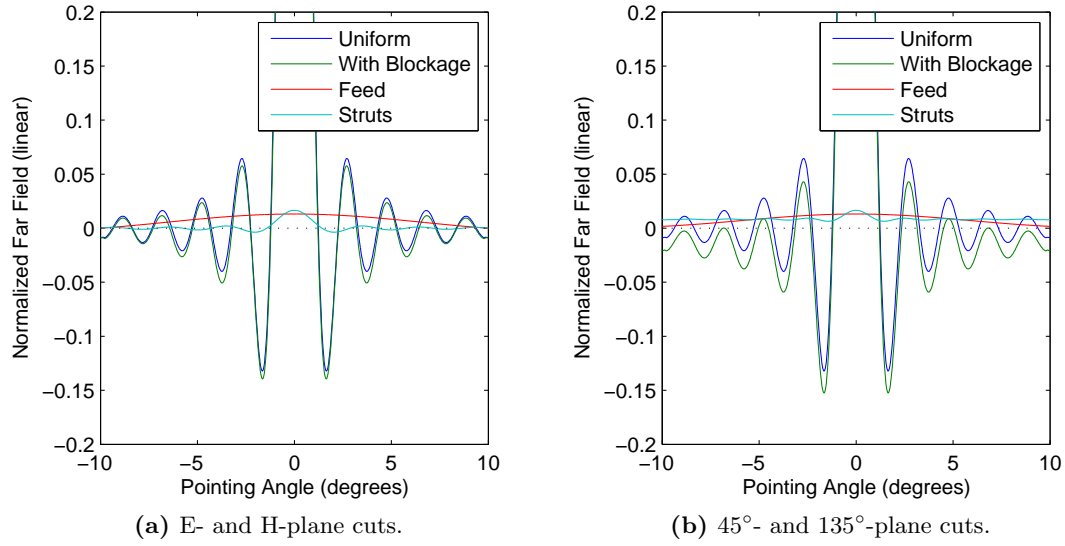 0.2
0.15
0.1
0.05
0
−0.05
−0.1
−0.15
−0.2
Normalized Far Field (linear)
Uniform
With Blockage
Feed
Struts
−10
−5
0
5
10
Pointing Angle (degrees)
(a) E- and H-plane cuts.
0.2
0.15
0.1
0.05
0
−0.05
−0.1
−0.15
−0.2
Normalized Far Field (linear)
Uniform
With Blockage
Feed
Struts
−10
−5
0
5
10
Pointing Angle (degrees)
(b) 45°- and 135°-plane cuts.